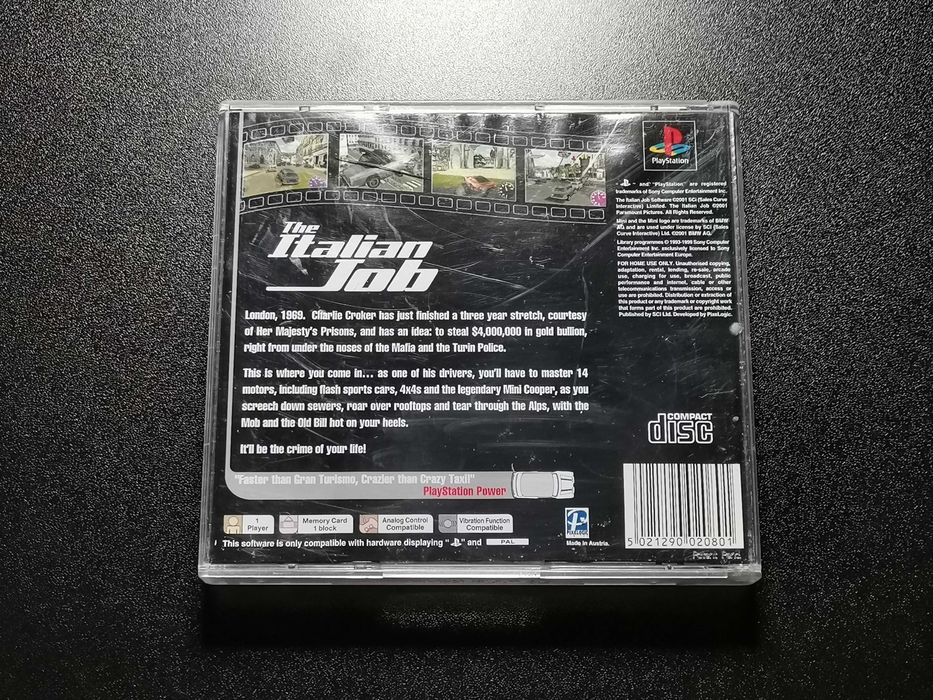 PlayStation
" " and "PlayStation" are registered
trademarks of Sony Computer Entertainment Inc.
The Italian Job Software ©2001 SCi (Sales Curve
Interactive) Limited. The Italian Job ©2001
Paramount Pictures. All Rights Reserved.
Mini and the Mini logo are trademarks of BMW
AG and are used under license by SCi (Sales
Curve Interactive) Ltd. ©2001 BMW AG.
Library programmes © 1993-1999 Sony Computer
Entertainment Inc. exclusively licensed to Sony
Computer Entertainment Europe.
FOR HOME USE ONLY. Unauthorised copying,
adaptation, rental, lending, re-sale, arcade
use, charging for use, broadcast, public
performance and internet, cable or other
telecommunications transmission, access or
use are prohibited. Distribution or extraction of
this product or any trademark or copyright work
that forms part of this product are prohibited.
Published by SCi Ltd. Developed by PixeLogic.
The
Italian
Job
London, 1969. Charlie Croker has just finished a three year stretch, courtesy
of Her Majesty's Prisons, and has an idea: to steal $4,000,000 in gold bullion,
right from under the noses of the Mafia and the Turin Police.
This is where you come in... as one of his drivers, you'll have to master 14
motors, including flash sports cars, 4x4s and the legendary Mini Cooper, as you
screech down sewers, roar over rooftops and tear through the Alps, with the
Mob and the Old Bill hot on your heels.
It'll be the crime of your life!
COMPACT
disc
"Faster than Gran Turismo, Crazier than Crazy Taxi!"
PlayStation Power
1
Player
Memory Card
1 block
Analog Control
Compatible
Vibration Function
Compatible
PIXELOGIC
This software is only compatible with hardware displaying " " and PAL
Made in Austria.
5 021290 020801
Patent Pend